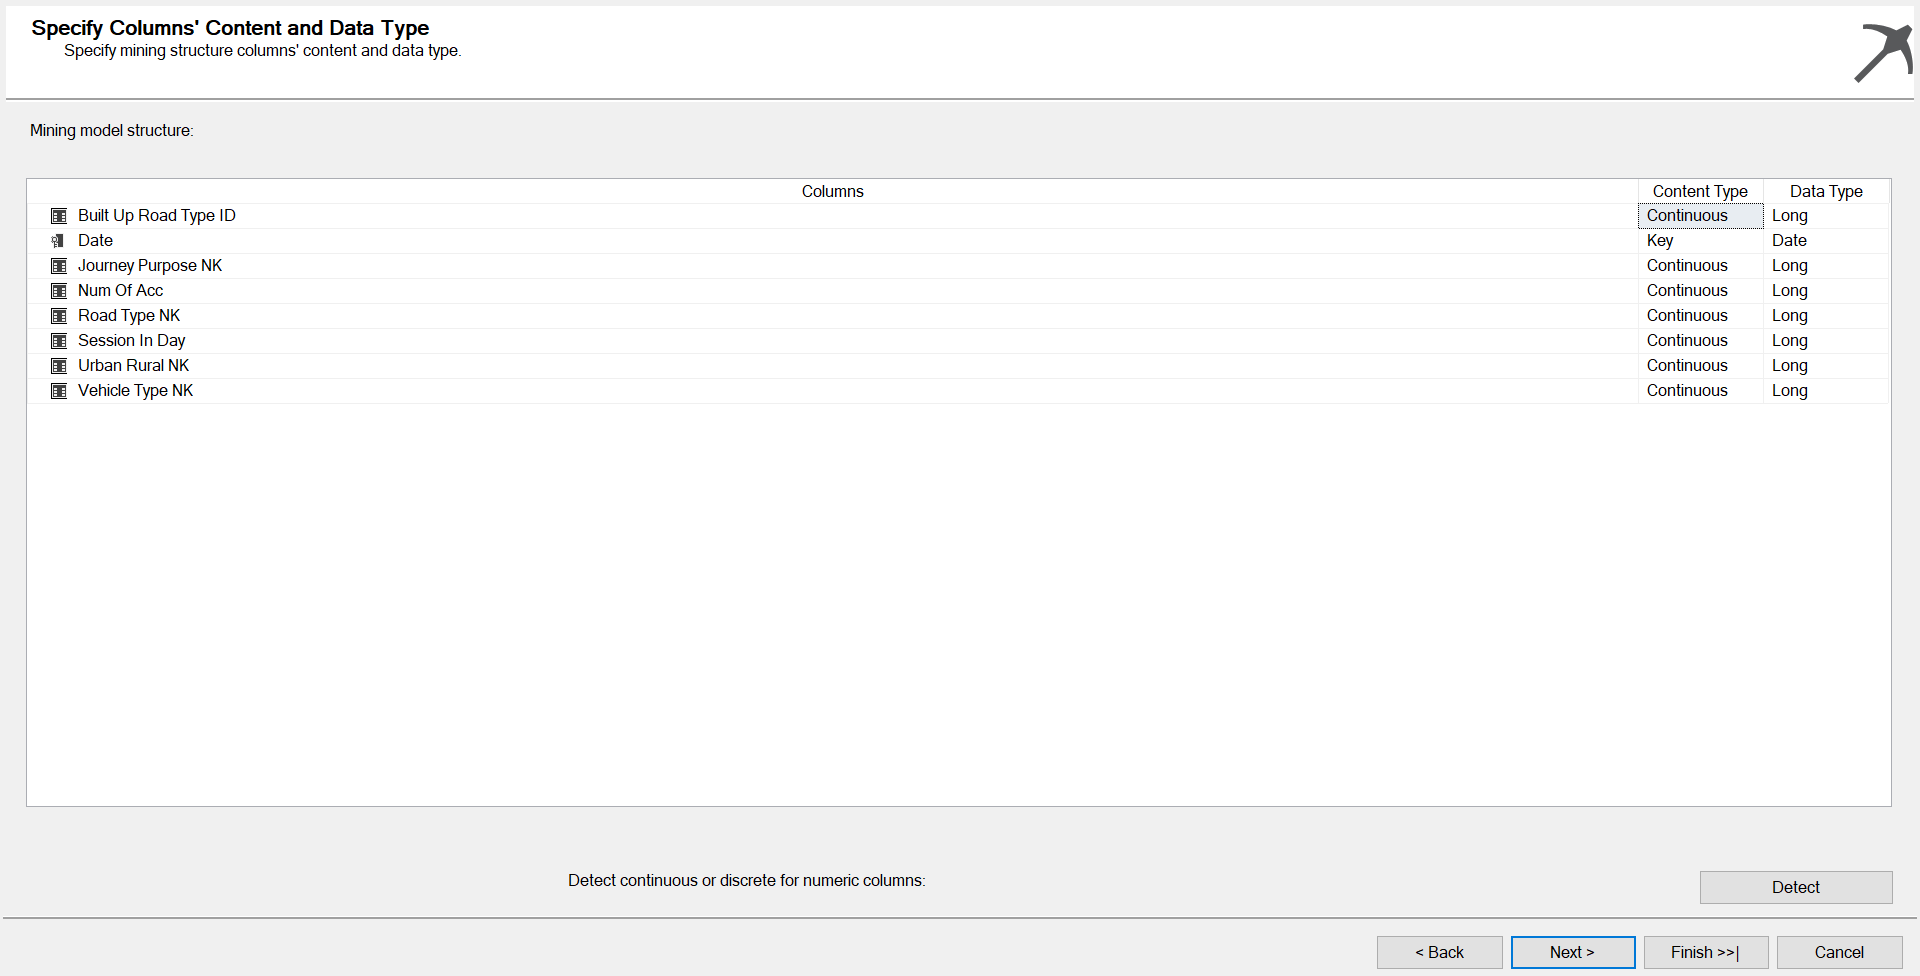 Specify Columns' Content and Data Type
Specify mining structure columns' content and data type.
Mining model structure:
Columns Content Type Data Type
Built Up Road Type ID Continuous Long
Date Key Date
Journey Purpose NK Continuous Long
Num Of Acc Continuous Long
Road Type NK Continuous Long
Session In Day Continuous Long
Urban Rural NK Continuous Long
Vehicle Type NK Continuous Long
Detect continuous or discrete for numeric columns:
Detect
< Back Next > Finish >>| Cancel